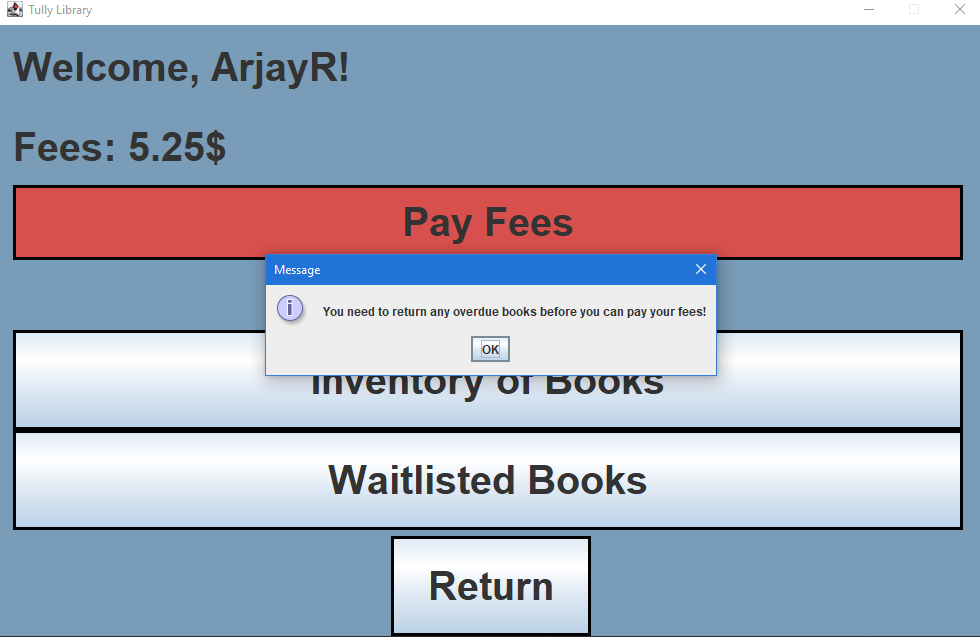 Tully Library
Welcome, ArjayR!
Fees: 5.25$
Pay Fees
Message
You need to return any overdue books before you can pay your fees!
OK
Inventory of Books
Waitlisted Books
Return